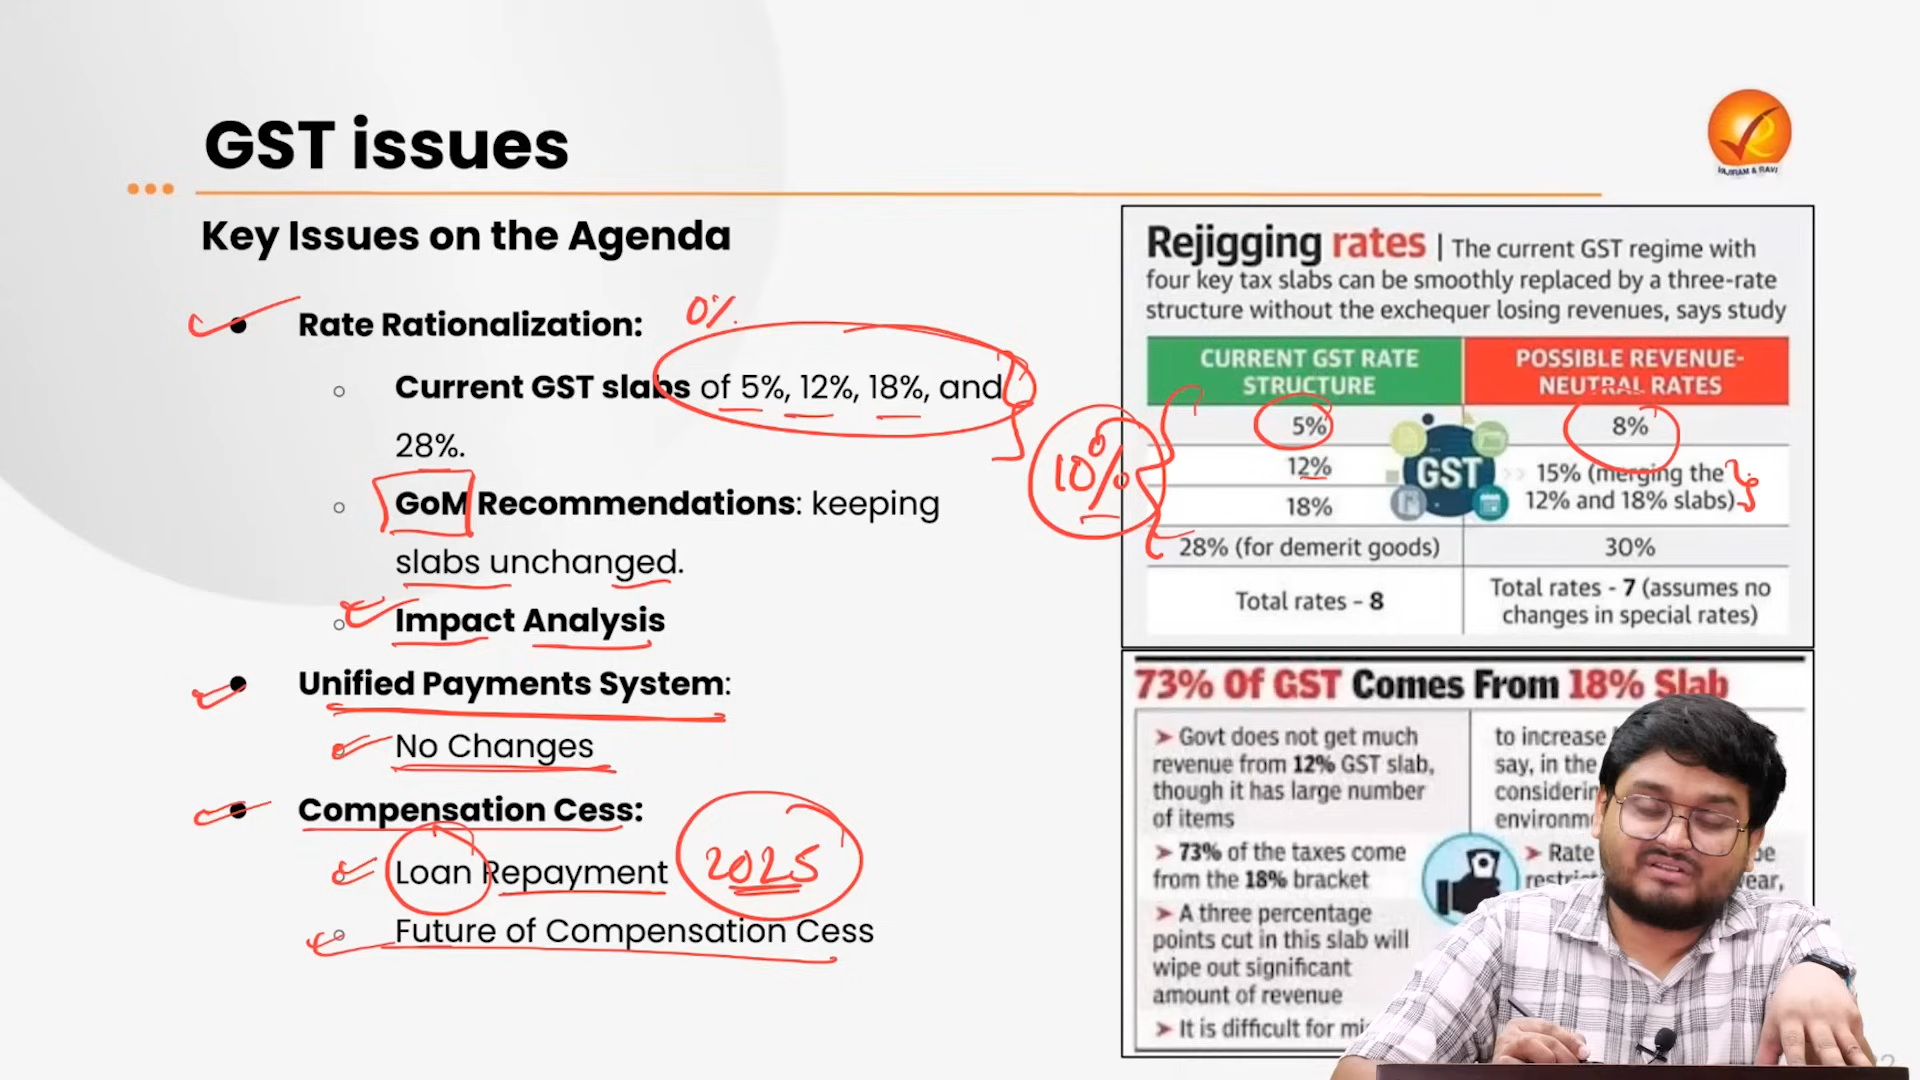 GST issues
VAJIRAM & RAVI
Key Issues on the Agenda
Rate Rationalization:
0%
Current GST slabs of 5%, 12%, 18%, and
28%.
10%
GoM Recommendations: keeping
slabs unchanged.
Impact Analysis
Unified Payments System:
No Changes
Compensation Cess:
Loan Repayment
2025
Future of Compensation Cess
Rejigging rates | The current GST regime with
four key tax slabs can be smoothly replaced by a three-rate
structure without the exchequer losing revenues, says study
CURRENT GST RATE
STRUCTURE
POSSIBLE REVENUE-
NEUTRAL RATES
5%
8%
12%
15% (merging the
12% and 18% slabs)
18%
GST
28% (for demerit goods)
30%
Total rates - 8
Total rates - 7 (assumes no
changes in special rates)
73% Of GST Comes From 18% Slab
➤ Govt does not get much
revenue from 12% GST slab,
though it has large number
of items
➤ 73% of the taxes come
from the 18% bracket
➤ A three percentage
points cut in this slab will
wipe out significant
amount of revenue
➤ It is difficult for
to increase
say, in the
➤ Rate